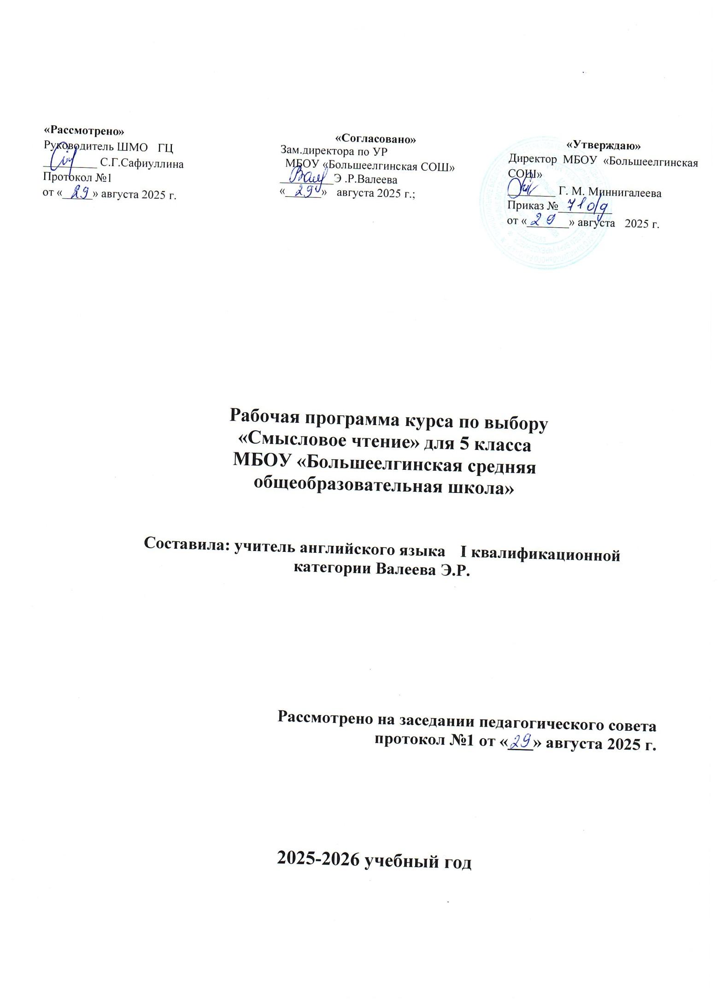 «Рассмотрено»
Руководитель ШМО ГЦ
_________ С.Г.Сафиуллина
Протокол №1
от «29» августа 2025 г.
«Согласовано»
Зам.директора по УР
МБОУ «Большеелгинская СОШ»
_________Э .Р.Валеева
«29» августа 2025 г.;
«Утверждаю»
Директор МБОУ «Большеелгинская
СОШ»
________ Г. М. Миннигалеева
Приказ № 71 о/д
от «29» августа 2025 г.
Рабочая программа курса по выбору
«Смысловое чтение» для 5 класса
МБОУ «Большеелгинская средняя
общеобразовательная школа»
Составила: учитель английского языка I квалификационной
категории Валеева Э.Р.
Рассмотрено на заседании педагогического совета
протокол №1 от «29» августа 2025 г.
2025-2026 учебный год